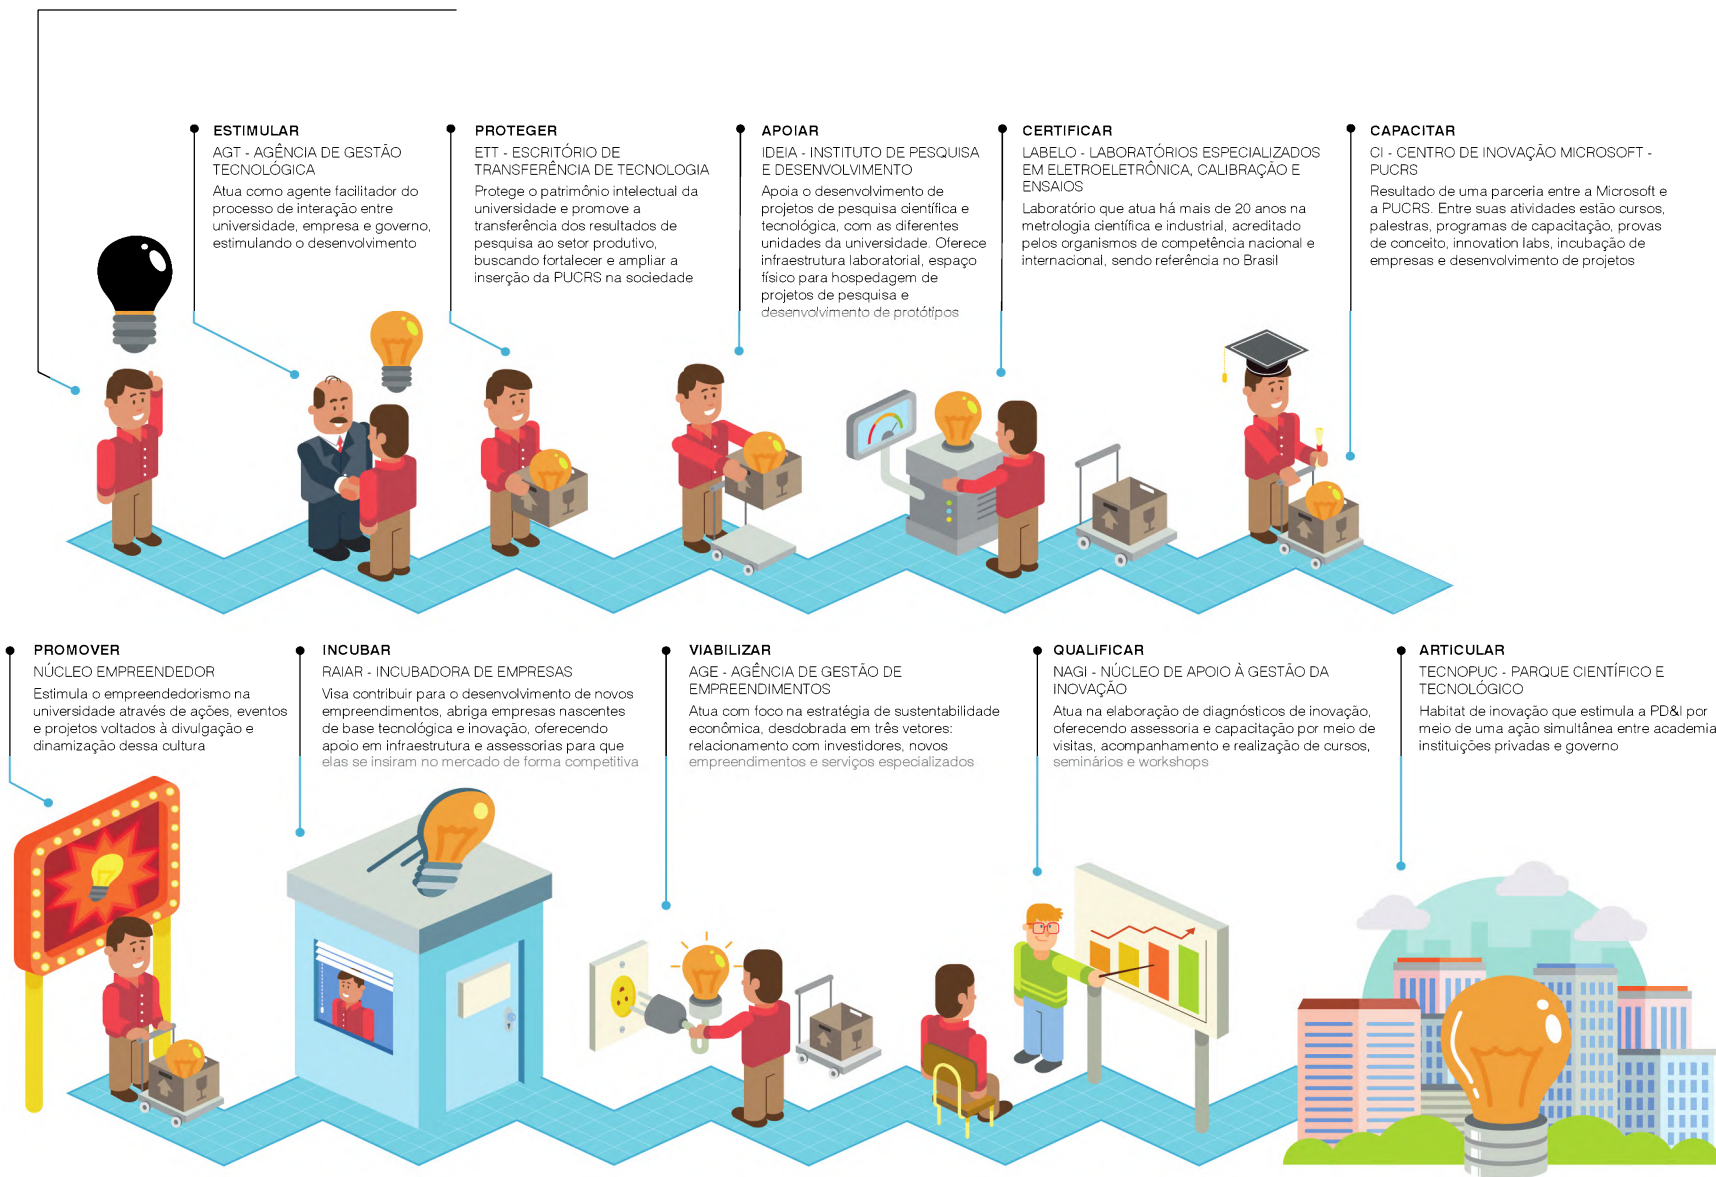 ESTIMULAR
AGT - AGÊNCIA DE GESTÃO
TECNOLÓGICA
Atua como agente facilitador do
processo de interação entre
universidade, empresa e governo,
estimulando o desenvolvimento
PROTEGER
ETT - ESCRITÓRIO DE
TRANSFERÊNCIA DE TECNOLOGIA
Protege o patrimônio intelectual da
universidade e promove a
transferência dos resultados de
pesquisa ao setor produtivo,
buscando fortalecer e ampliar a
inserção da PUCRS na sociedade
APOIAR
IDEIA - INSTITUTO DE PESQUISA
E DESENVOLVIMENTO
Apoia o desenvolvimento de
projetos de pesquisa científica e
tecnológica, com as diferentes
unidades da universidade. Oferece
infraestrutura laboratorial, espaço
físico para hospedagem de
projetos de pesquisa e
desenvolvimento de protótipos
CERTIFICAR
LABELO - LABORATÓRIOS ESPECIALIZADOS
EM ELETROELETRÔNICA, CALIBRAÇÃO E
ENSAIOS
Laboratório que atua há mais de 20 anos na
metrologia científica e industrial, acreditado
pelos organismos de competência nacional e
internacional, sendo referência no Brasil
CAPACITAR
CI - CENTRO DE INOVAÇÃO MICROSOFT -
PUCRS
Resultado de uma parceria entre a Microsoft e
a PUCRS. Entre suas atividades estão cursos,
palestras, programas de capacitação, provas
de conceito, innovation labs, incubação de
empresas e desenvolvimento de projetos
PROMOVER
NÚCLEO EMPREENDEDOR
Estimula o empreendedorismo na
universidade através de ações, eventos
e projetos voltados à divulgação e
dinamização dessa cultura
INCUBAR
RAIAR - INCUBADORA DE EMPRESAS
Visa contribuir para o desenvolvimento de novos
empreendimentos, abriga empresas nascentes
de base tecnológica e inovação, oferecendo
apoio em infraestrutura e assessorias para que
elas se insiram no mercado de forma competitiva
VIABILIZAR
AGE - AGÊNCIA DE GESTÃO DE
EMPREENDIMENTOS
Atua com foco na estratégia de sustentabilidade
econômica, desdobrada em três vetores:
relacionamento com investidores, novos
empreendimentos e serviços especializados
QUALIFICAR
NAGI - NÚCLEO DE APOIO À GESTÃO DA
INOVAÇÃO
Atua na elaboração de diagnósticos de inovação,
oferecendo assessoria e capacitação por meio de
visitas, acompanhamento e realização de cursos,
seminários e workshops
ARTICULAR
TECNOPUC - PARQUE CIENTÍFICO E
TECNOLÓGICO
Habitat de inovação que estimula a PD&I por
meio de uma ação simultânea entre academia
instituições privadas e governo